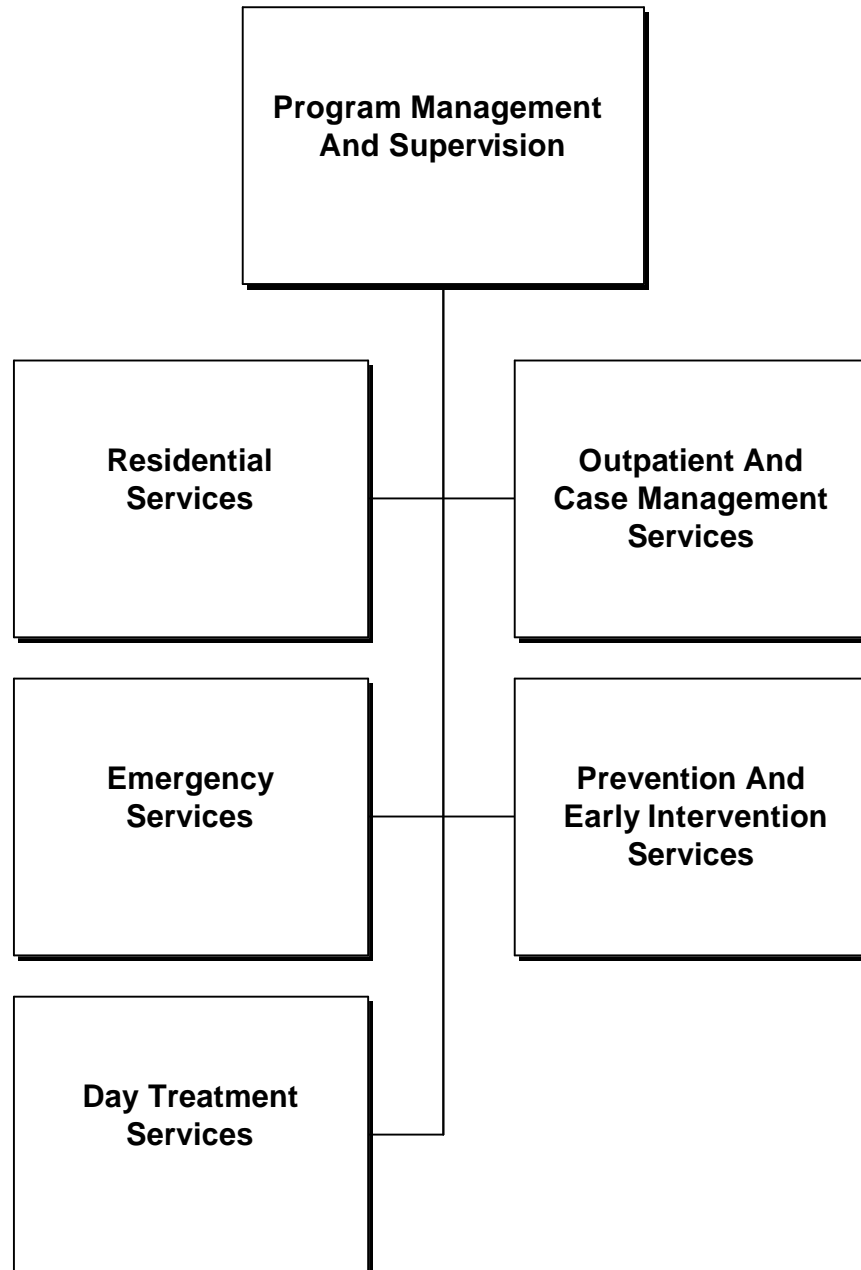 Program Management
And Supervision
Residential
Services
Outpatient And
Case Management
Services
Emergency
Services
Prevention And
Early Intervention
Services
Day Treatment
Services